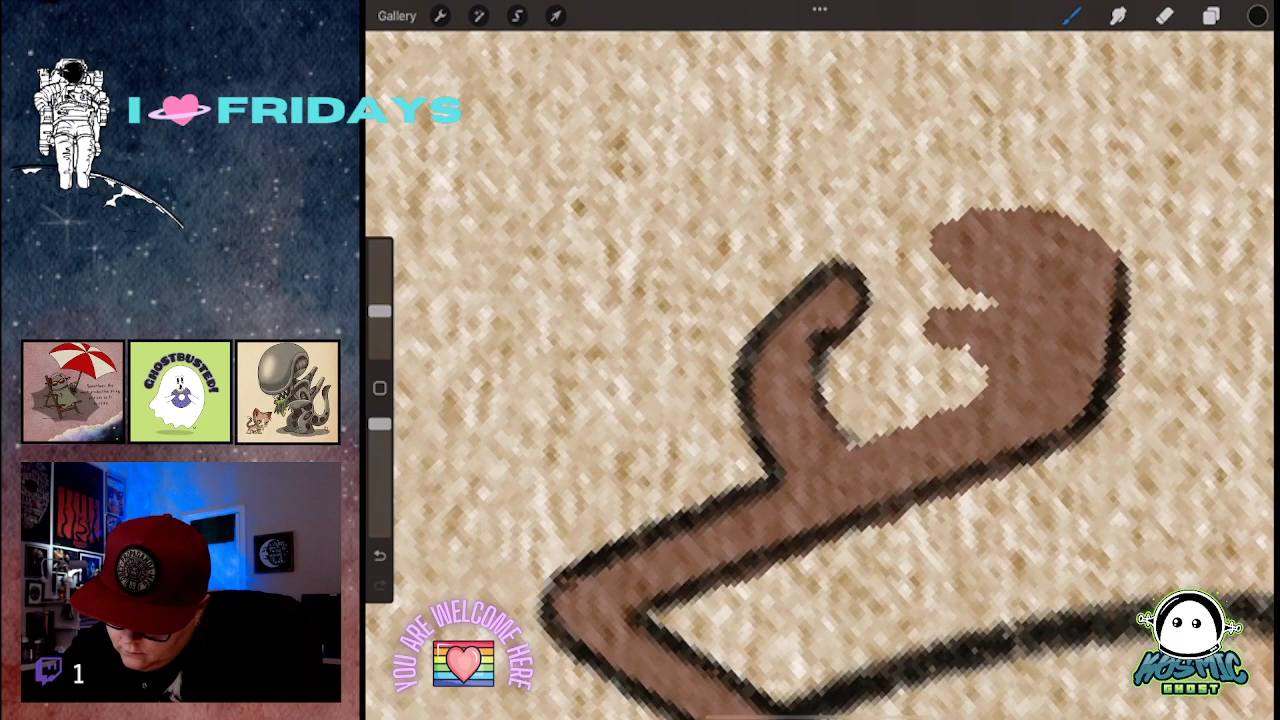 Gallery
I FRIDAYS
GHOSTBUSTED!
1
YOU ARE WELCOME HERE
KOSMIC
GHOST